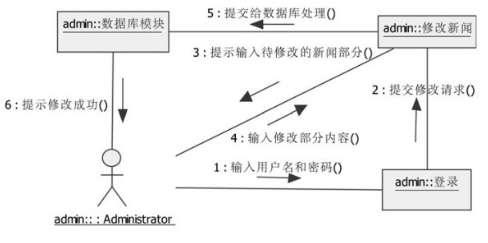 5 : 提交给数据库处理()
admin::数据库模块
admin::修改新闻
3 : 提示输入待修改的新闻部分()
2 : 提交修改请求()
6 : 提示修改成功()
4 : 输入修改部分内容()
1 : 输入用户名和密码()
admin::登录
admin:: : Administrator